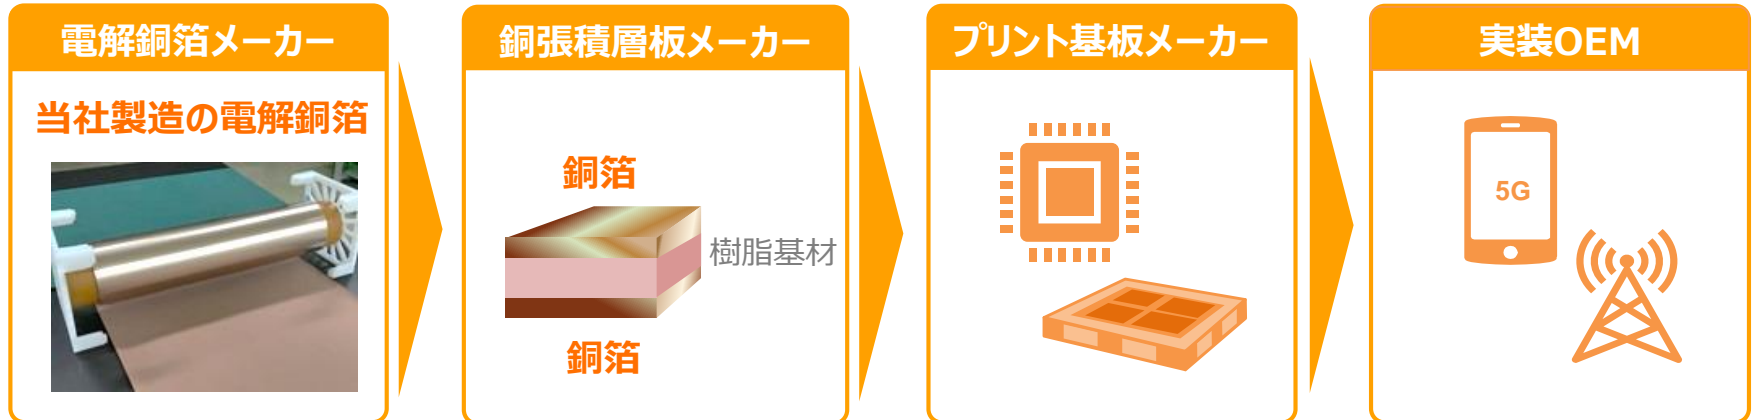 電解銅箔メーカー
当社製造の電解銅箔
銅張積層板メーカー
銅箔
樹脂基材
銅箔
プリント基板メーカー
実装OEM
5G